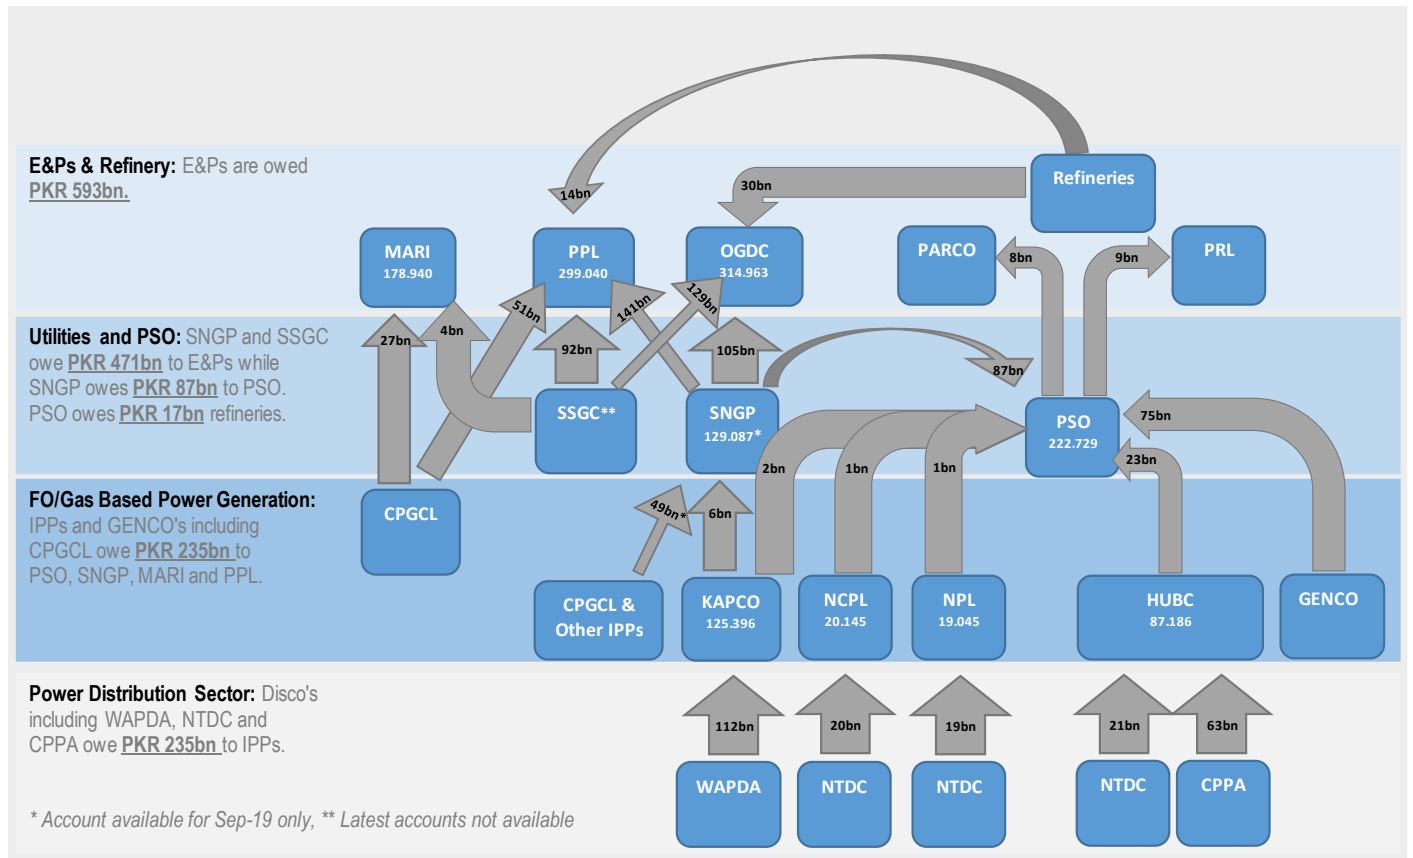 E&Ps & Refinery: E&Ps are owed
PKR 593bn.
Refineries
14bn
30bn
MARI
178.940
PPL
299.040
OGDC
314.963
PARCO
PRL
8bn
9bn
Utilities and PSO: SNGP and SSGC
owe PKR 471bn to E&Ps while
SNGP owes PKR 87bn to PSO.
PSO owes PKR 17bn refineries.
27bn
4bn
51bn
92bn
141bn
129bn
105bn
87bn
SSGC**
SNGP
129.087*
PSO
222.729
75bn
23bn
2bn
1bn
1bn
FO/Gas Based Power Generation:
IPPs and GENCO's including
CPGCL owe PKR 235bn to
PSO, SNGP, MARI and PPL.
CPGCL
49bn*
6bn
CPGCL &
Other IPPs
KAPCO
125.396
NCPL
20.145
NPL
19.045
HUBC
87.186
GENCO
Power Distribution Sector: Disco's
including WAPDA, NTDC and
CPPA owe PKR 235bn to IPPs.
112bn
20bn
19bn
21bn
63bn
WAPDA
NTDC
NTDC
NTDC
CPPA
* Account available for Sep-19 only, ** Latest accounts not available